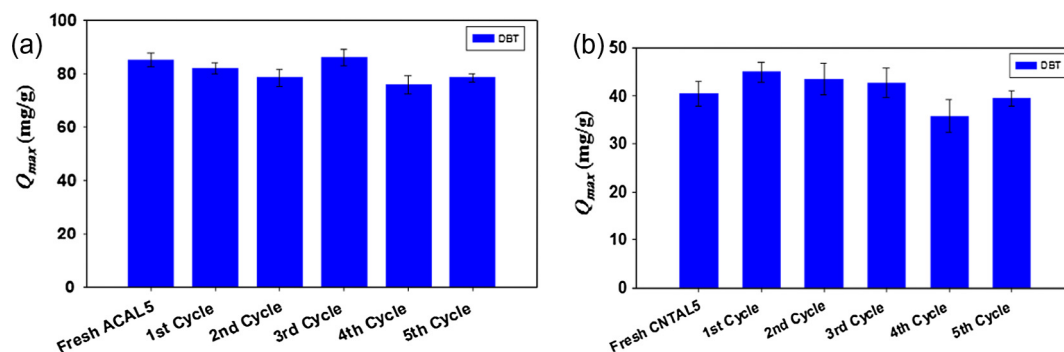 (a)
DBT
Q max (mg/g)
100
80
60
40
20
0
Fresh ACAL5
1st Cycle
2nd Cycle
3rd Cycle
4th Cycle
5th Cycle
(b)
DBT
Q max (mg/g)
50
40
30
20
10
0
Fresh CNTAL5
1st Cycle
2nd Cycle
3rd Cycle
4th Cycle
5th Cycle